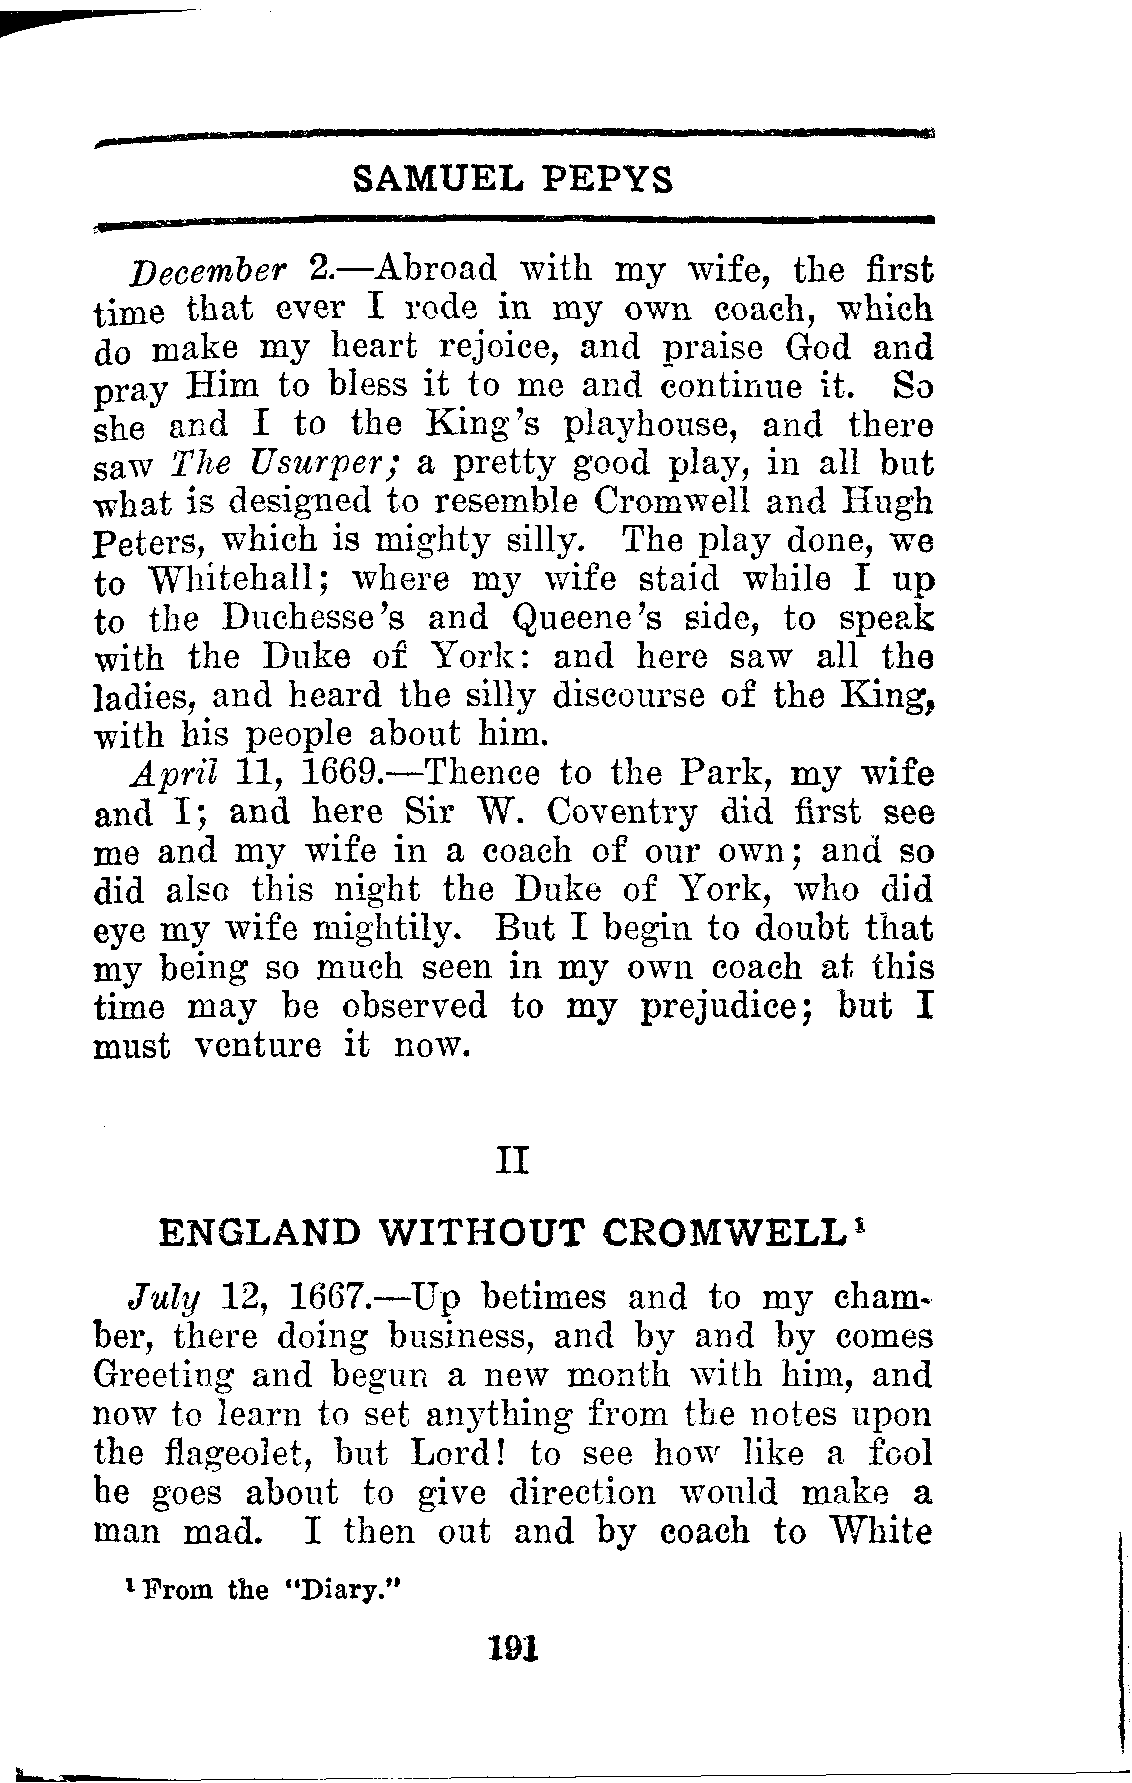 SAMUEL PEPYS
December 2.—Abroad with my wife, the first
time that ever I rode in my own coach, which
do make my heart rejoice, and praise God and
pray Him to bless it to me and continue it. So
she and I to the King's playhouse, and there
saw The Usurper; a pretty good play, in all but
what is designed to resemble Cromwell and Hugh
Peters, which is mighty silly. The play done, we
to Whitehall; where my wife staid while I up
to the Duchesse's and Queene's side, to speak
with the Duke of York: and here saw all the
ladies, and heard the silly discourse of the King,
with his people about him.
April 11, 1669.—Thence to the Park, my wife
and I; and here Sir W. Coventry did first see
me and my wife in a coach of our own; and so
did also this night the Duke of York, who did
eye my wife mightily. But I begin to doubt that
my being so much seen in my own coach at this
time may be observed to my prejudice; but I
must venture it now.
II
ENGLAND WITHOUT CROMWELL¹
July 12, 1667.—Up betimes and to my cham-
ber, there doing business, and by and by comes
Greeting and begun a new month with him, and
now to learn to set anything from the notes upon
the flageolet, but Lord! to see how like a fool
he goes about to give direction would make a
man mad. I then out and by coach to White
¹ From the "Diary."
191